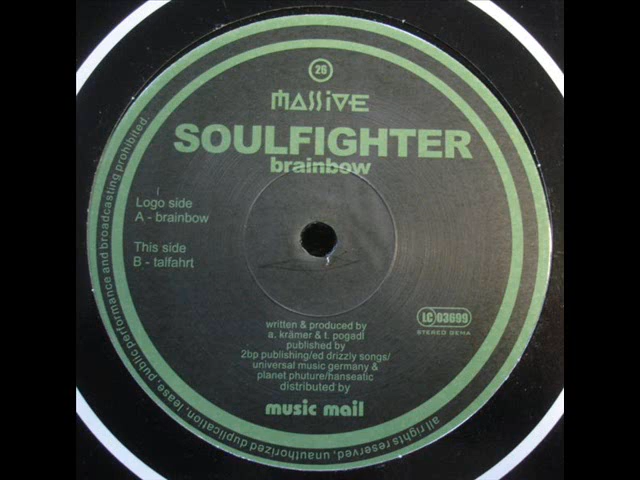 26
MASSIVE
SOULFIGHTER
brainbow
Logo side
A - brainbow
This side
B - talfahrt
LC 03699
STEREO GEMA
written & produced by
a. krämer & t. pogadl
published by
2bp publishing/ed drizzly songs/
universal music germany &
planet phuture/hanseatic
distributed by
music mail
all rights reserved, unauthorized duplication, lease, public performance and broadcasting prohibited.